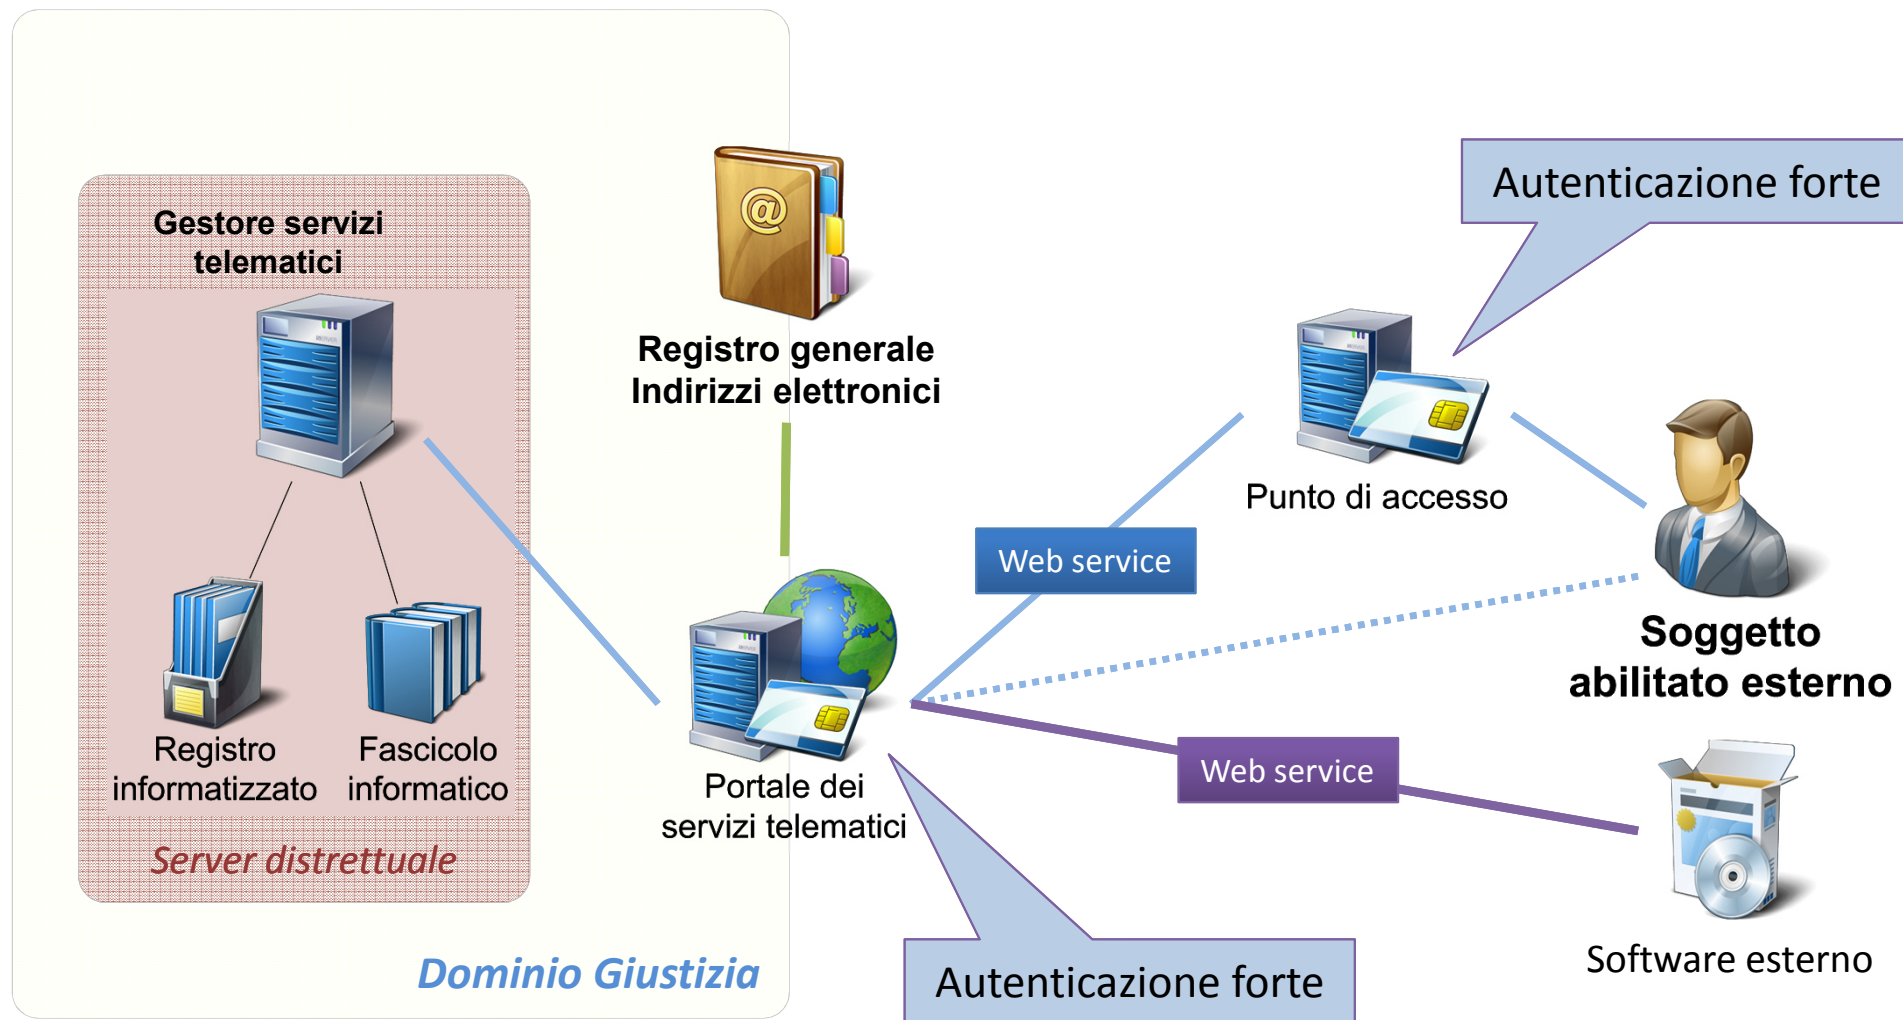 Gestore servizi
telematici
Registro
informatizzato
Fascicolo
informatico
Server distrettuale
Dominio Giustizia
@
Registro generale
Indirizzi elettronici
Portale dei
servizi telematici
Autenticazione forte
Web service
Web service
Punto di accesso
Autenticazione forte
Soggetto
abilitato esterno
Software esterno